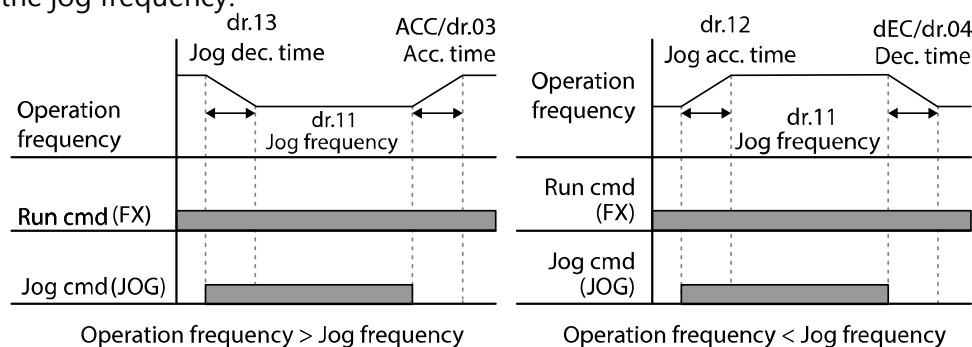 the Jog frequency.
dr.13
Jog dec. time
ACC/dr.03
Acc. time
Operation
frequency
dr.11
Jog frequency
Run cmd (FX)
Jog cmd (JOG)
Operation frequency > Jog frequency
dr.12
Jog acc. time
dEC/dr.04
Dec. time
Operation
frequency
dr.11
Jog frequency
Run cmd
(FX)
Jog cmd
(JOG)
Operation frequency < Jog frequency